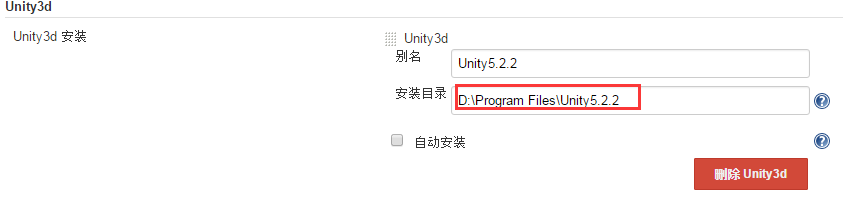 Unity3d
Unity3d 安装
Unity3d
别名
Unity5.2.2
安装目录
D:\Program Files\Unity5.2.2
?
自动安装
?
删除 Unity3d